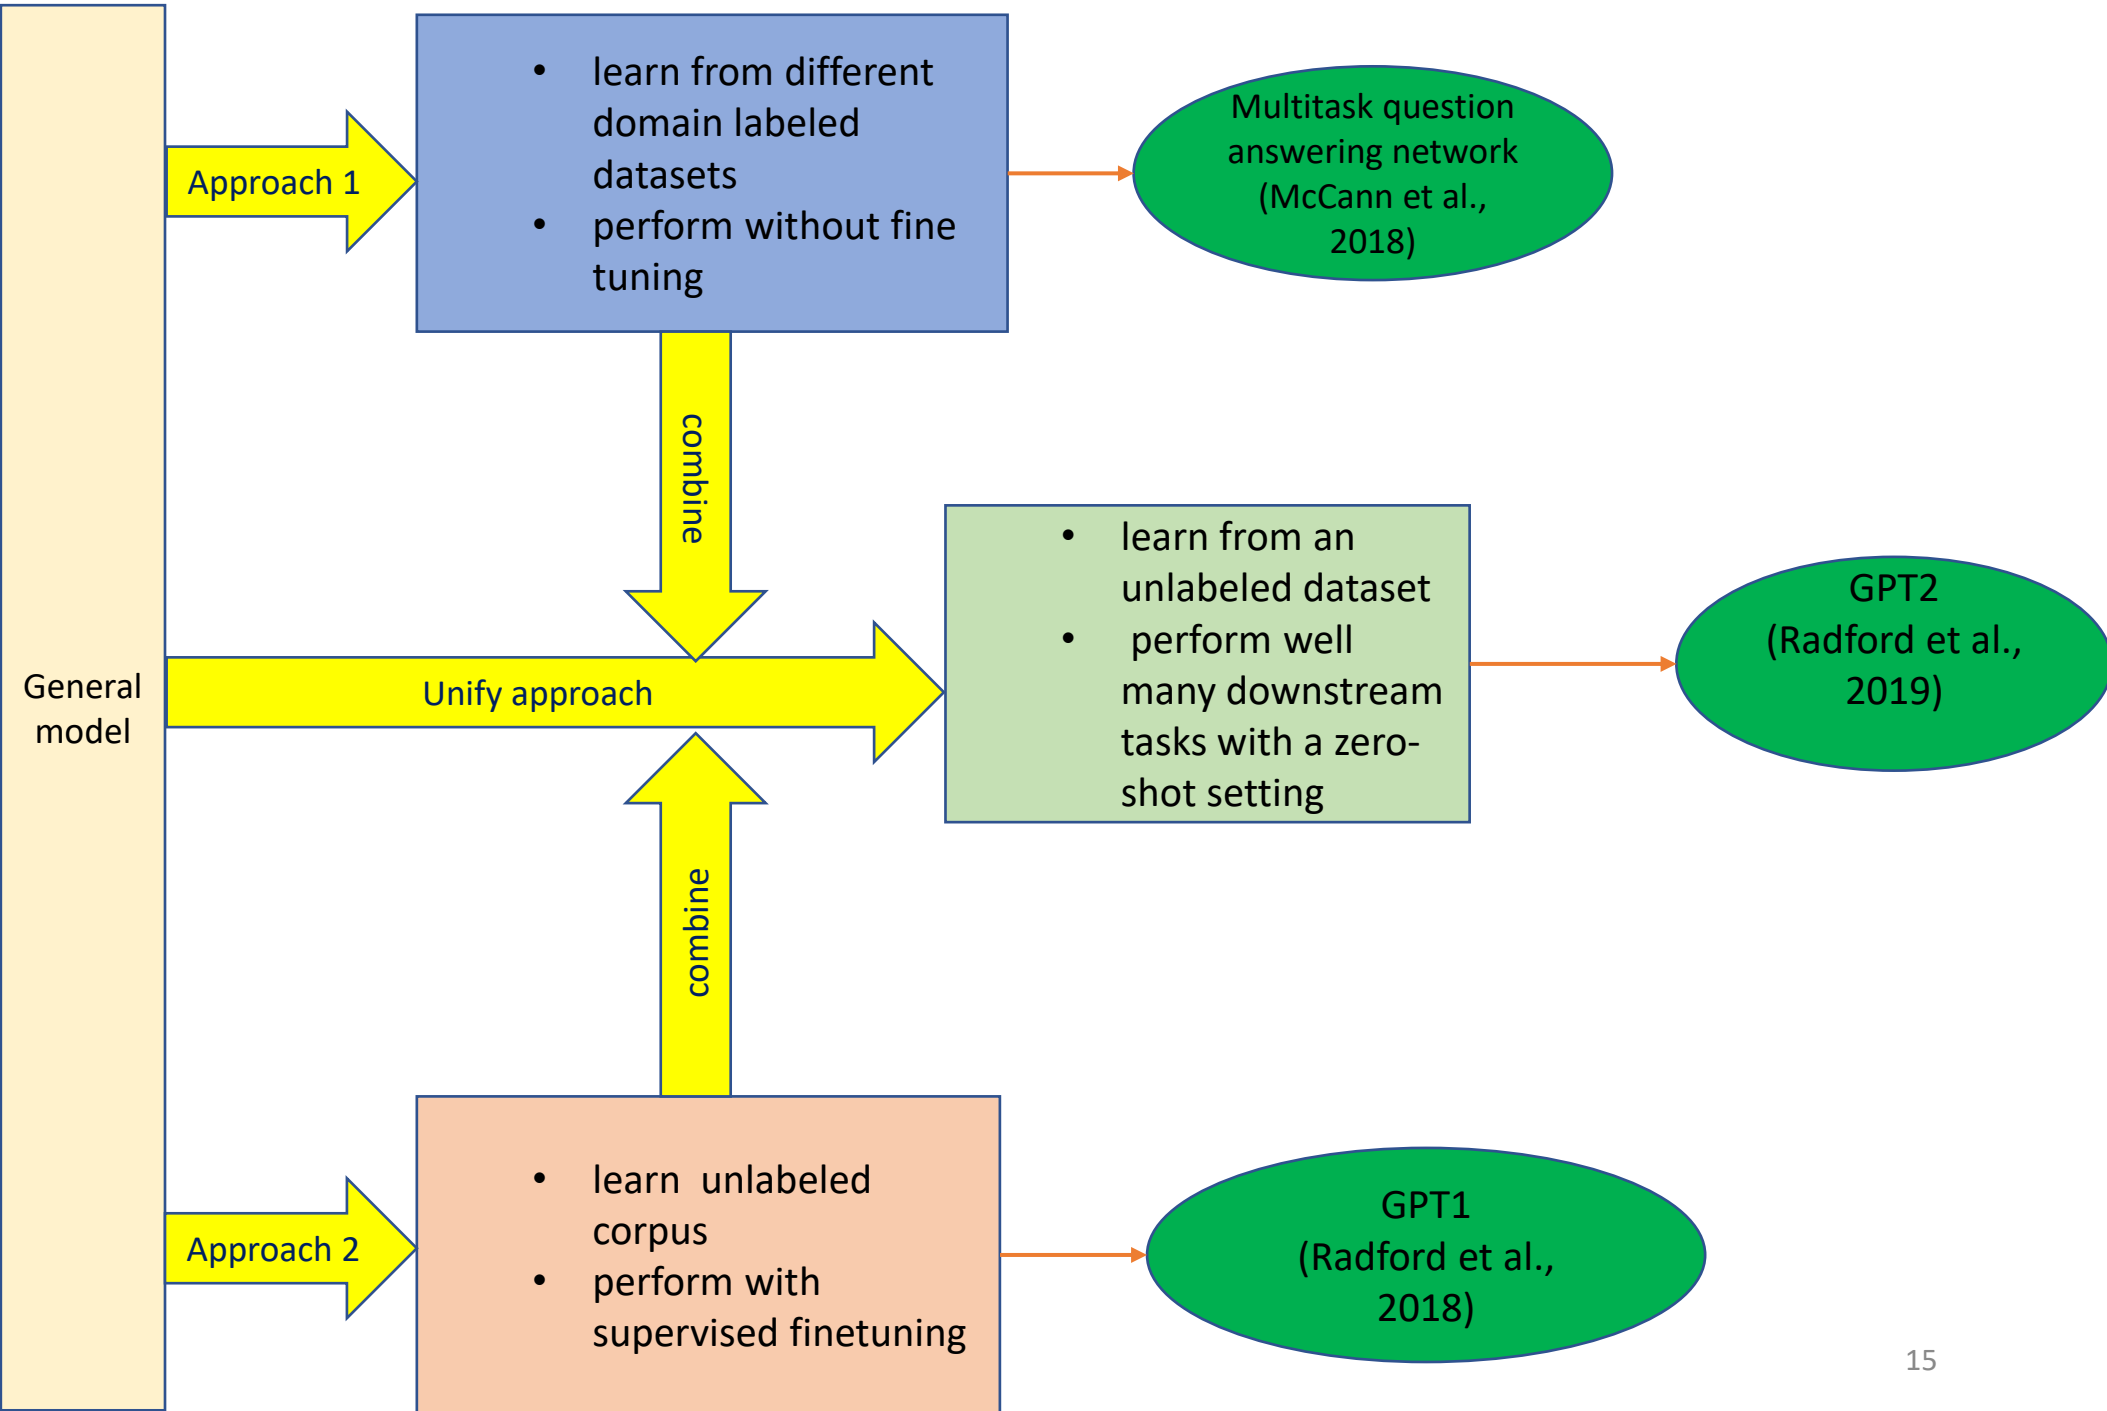 General
model
Approach 1
• learn from different
domain labeled
datasets
• perform without fine
tuning
Multitask question
answering network
(McCann et al.,
2018)
combine
Unify approach
• learn from an
unlabeled dataset
• perform well
many downstream
tasks with a zero-
shot setting
GPT2
(Radford et al.,
2019)
combine
Approach 2
• learn  unlabeled
corpus
• perform with
supervised finetuning
GPT1
(Radford et al.,
2018)
15